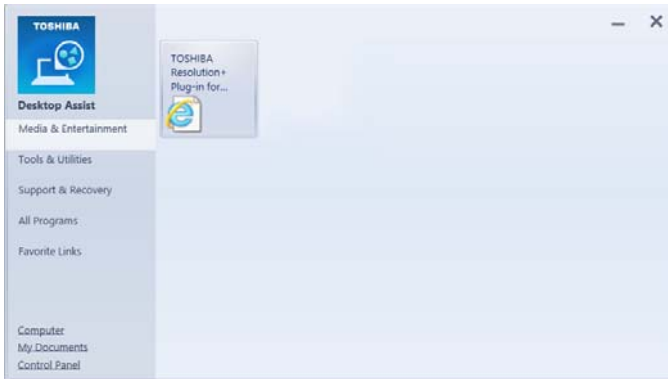 TOSHIBA
Desktop Assist
Media & Entertainment
Tools & Utilities
Support & Recovery
All Programs
Favorite Links
Computer
My Documents
Control Panel
TOSHIBA
Resolution+
Plug-in for...